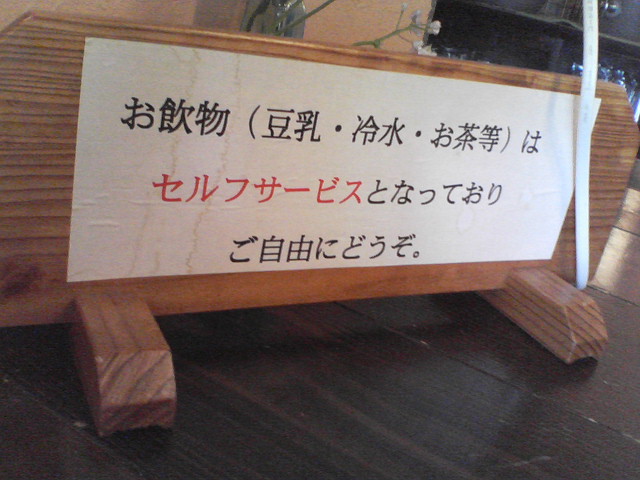 お飲物（豆乳・冷水・お茶等）は
セルフサービスとなっており
ご自由にどうぞ。